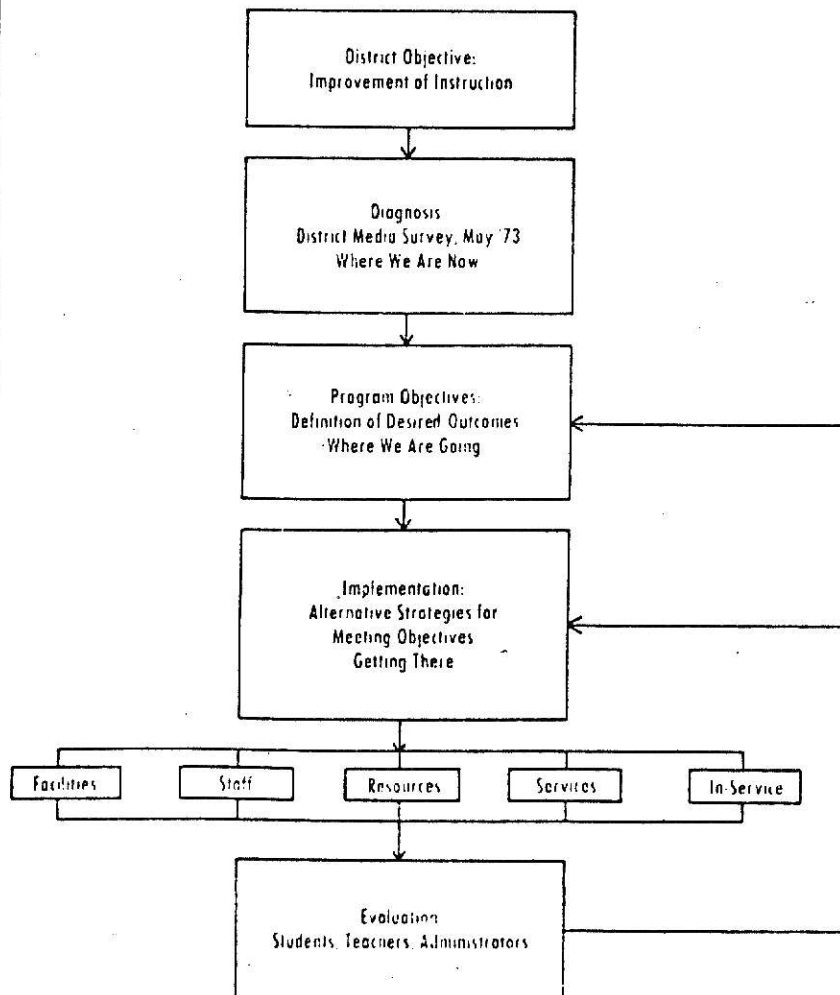 District Objective:
Improvement of Instruction
Diagnosis
District Media Survey, May '73
Where We Are Now
Program Objectives:
Definition of Desired Outcomes
Where We Are Going
Implementation:
Alternative Strategies for
Meeting Objectives
Getting There
Facilities Staff Resources Services In-Service
Evaluation
Students, Teachers, Administrators